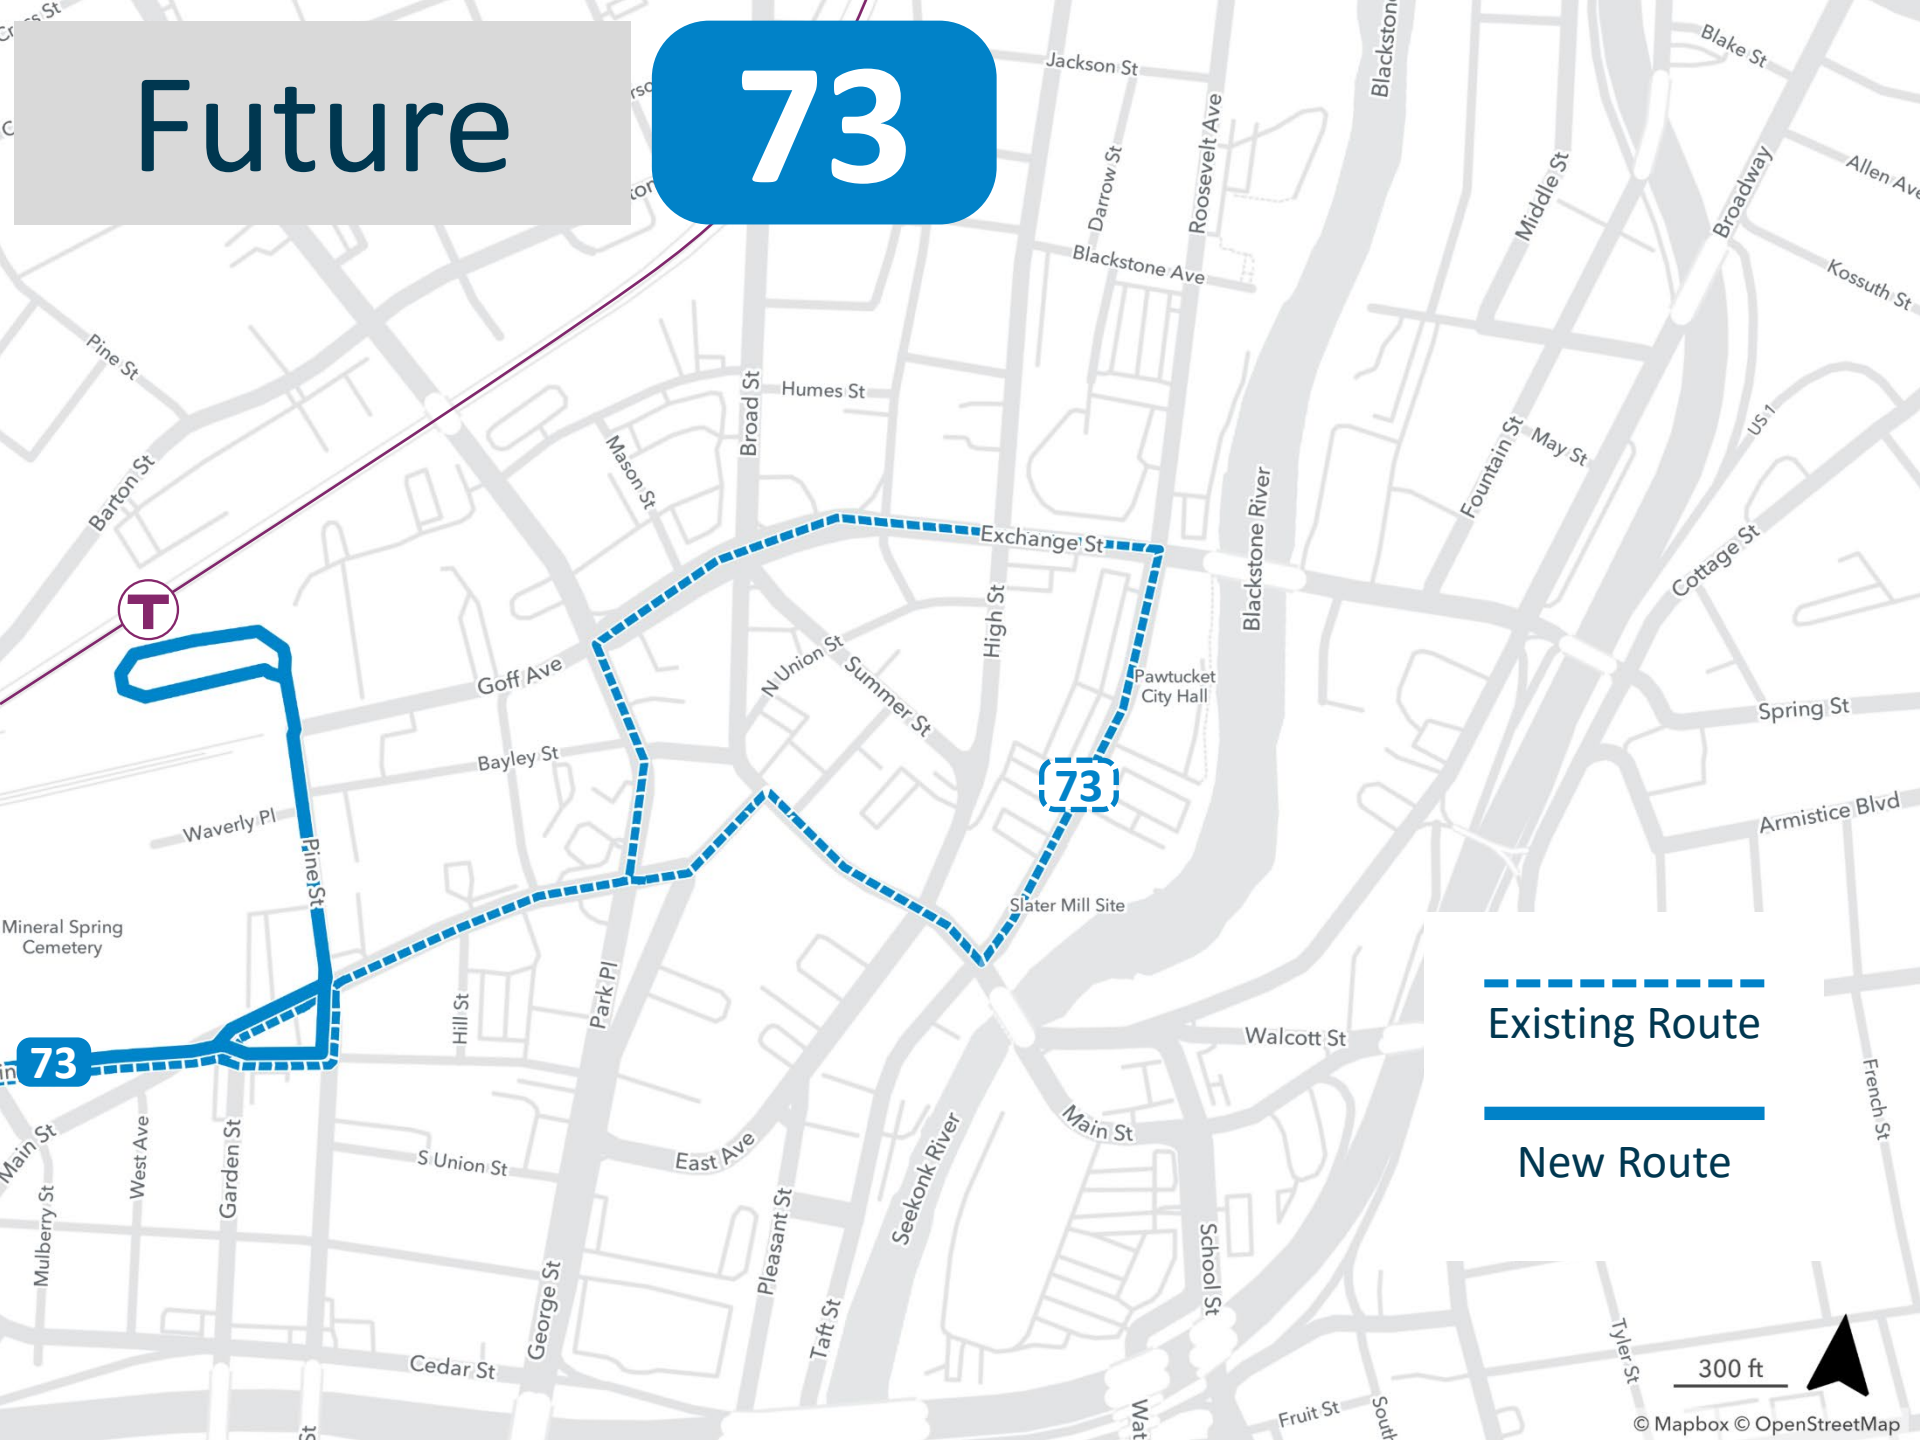 Future
73
Jackson St
Blackstone
Blake St
Roosevelt Ave
Darrow St
Middle St
Broadway
Allen Ave
Blackstone Ave
Kossuth St
Pine St
Humes St
Broad St
US 1
Mason St
Fountain St
May St
Barton St
Blackstone River
Exchange St
Cottage St
T
High St
N Union St
Goff Ave
Summer St
Pawtucket
City Hall
Spring St
Bayley St
73
Waverly Pl
Armistice Blvd
Pine St
Mineral Spring
Cemetery
Slater Mill Site
Park Pl
Hill St
Existing Route
Walcott St
73
French St
Main St
Main St
West Ave
Garden St
S Union St
East Ave
Seekonk River
New Route
Mulberry St
Pleasant St
School St
George St
Taft St
Tyler St
Cedar St
300 ft
Fruit St
© Mapbox © OpenStreetMap